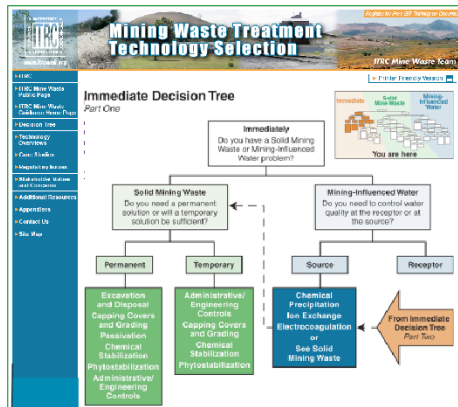 Register for Free ITRC Training on Decision
ITRC
Mining Waste Treatment
Technology Selection
ITRC Mine Waste Team
Printer Friendly Version
ITRC
ITRC Mine Waste
Public Page
ITRC Mine Waste
Guidance Home Page
Decision Tree
Technology
Overviews
Case Studies
Regulatory Issues
Stakeholder Values
and Concerns
Additional Resources
Appendices
Contact Us
Site Map
Immediate Decision Tree
Part One
Immediate
Solid
Mine Waste
Mining-
Influenced
Water
You are here
Immediately
Do you have a Solid Mining
Waste or Mining-Influenced
Water problem?
Solid Mining Waste
Do you need a permanent
solution or will a temporary
solution be sufficient?
Mining-Influenced Water
Do you need to control water
quality at the receptor or at
the source?
Permanent
Temporary
Source
Receptor
Excavation
and Disposal
Capping Covers
and Grading
Passivation
Chemical
Stabilization
Phytostabilization
Administrative/
Engineering
Controls
Administrative/
Engineering
Controls
Capping Covers
and Grading
Chemical
Stabilization
Phytostabilization
Chemical
Precipitation
Ion Exchange
Electrocoagulation
or
See Solid
Mining Waste
From Immediate
Decision Tree
Part Two